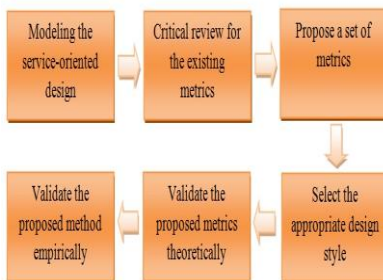 Modeling the
service-oriented
design
Critical review for
the existing
metrics
Propose a set of
metrics
Select the
appropriate design
style
Validate the
proposed metrics
theoretically
Validate the
proposed method
empirically